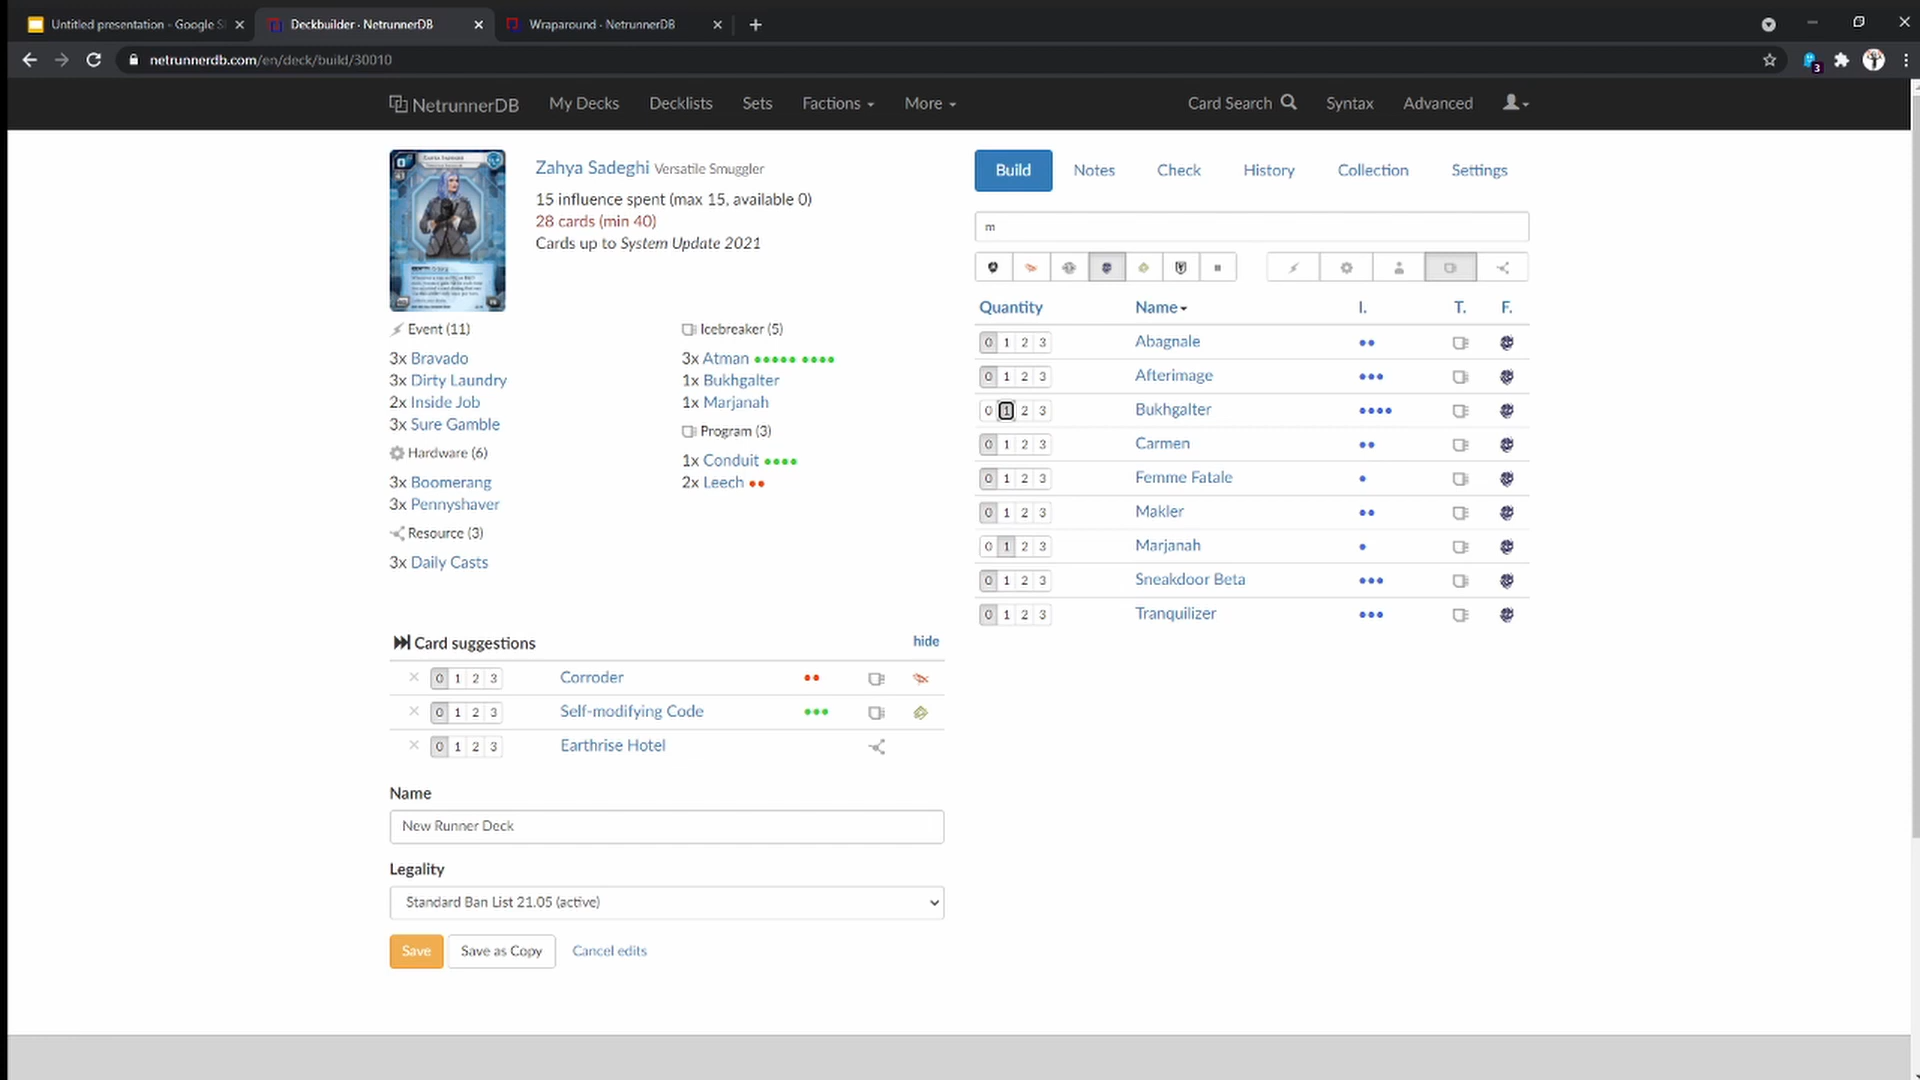 Untitled presentation - Google S
Deckbuilder · NetrunnerDB
Wraparound · NetrunnerDB
netrunnerdb.com/en/deck/build/30010
3
NetrunnerDB My Decks Decklists Sets Factions More Card Search Syntax Advanced
Zahya Sadeghi Versatile Smuggler
15 influence spent (max 15, available 0)
28 cards (min 40)
Cards up to System Update 2021
Event (11)
3x Bravado
3x Dirty Laundry
2x Inside Job
3x Sure Gamble
Hardware (6)
3x Boomerang
3x Pennyshaver
Resource (3)
3x Daily Casts
Icebreaker (5)
3x Atman
1x Bukhgalter
1x Marjanah
Program (3)
1x Conduit
2x Leech
Card suggestions hide
0 1 2 3 Corroder
0 1 2 3 Self-modifying Code
0 1 2 3 Earthrise Hotel
Name
New Runner Deck
Legality
Standard Ban List 21.05 (active)
Save Save as Copy Cancel edits
Build Notes Check History Collection Settings
m
Quantity Name I. T. F.
0 1 2 3 Abagnale
0 1 2 3 Afterimage
0 1 2 3 Bukhgalter
0 1 2 3 Carmen
0 1 2 3 Femme Fatale
0 1 2 3 Makler
0 1 2 3 Marjanah
0 1 2 3 Sneakdoor Beta
0 1 2 3 Tranquilizer